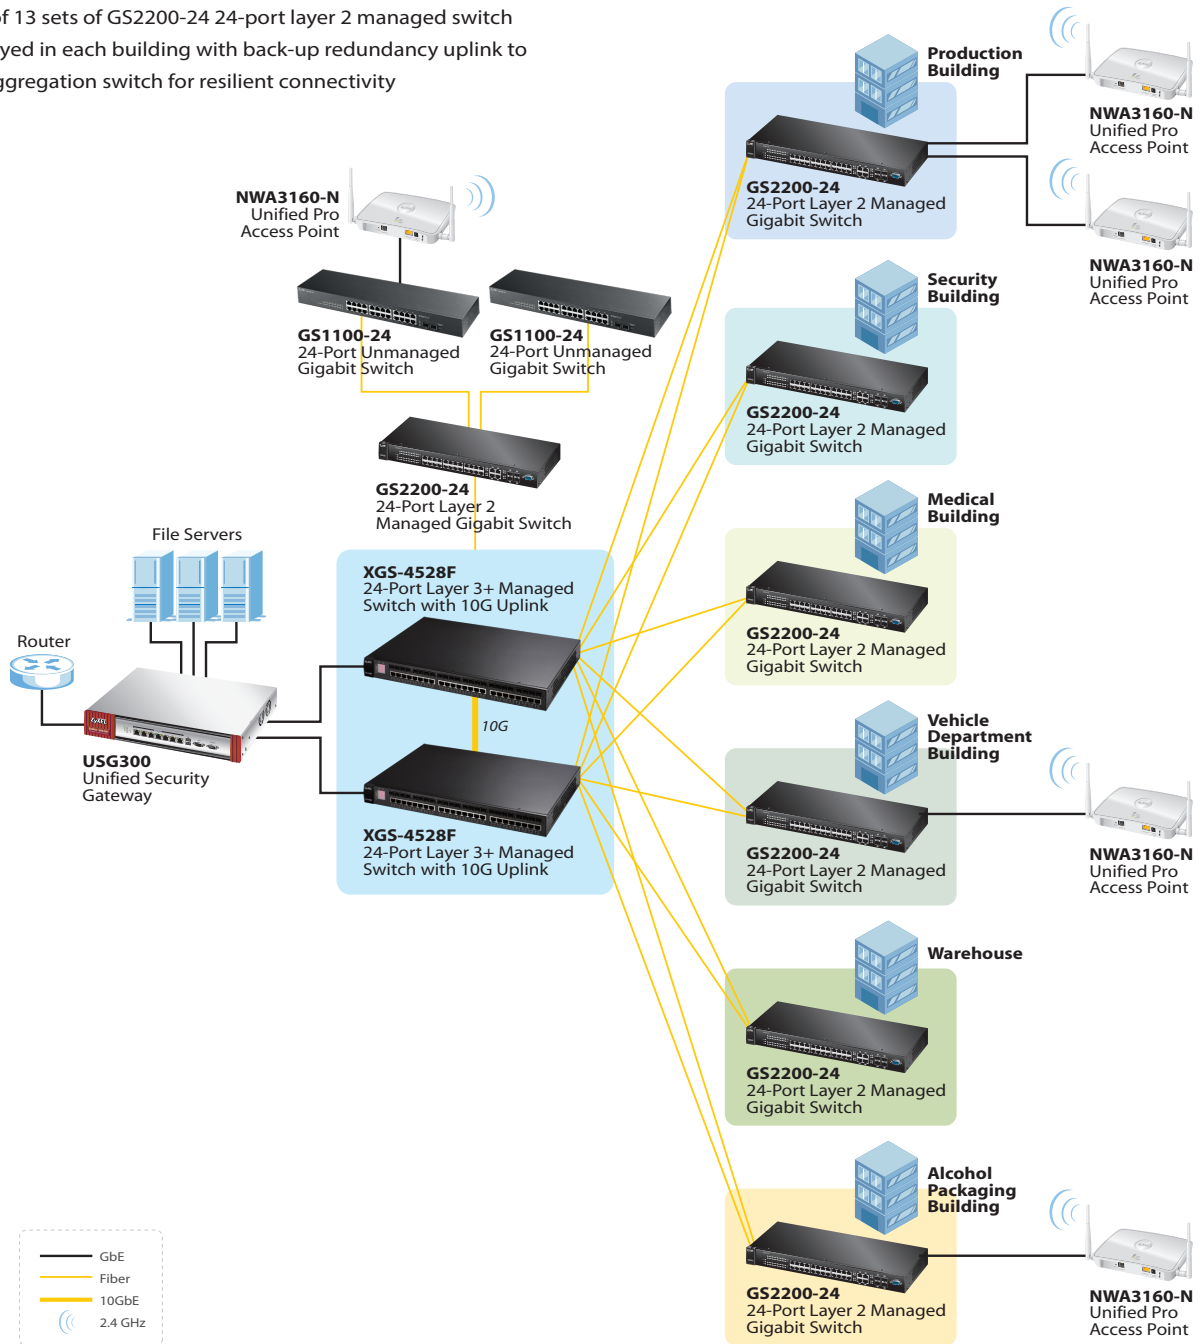 of 13 sets of GS2200-24 24-port layer 2 managed switch
yed in each building with back-up redundancy uplink to
ggregation switch for resilient connectivity
Production
Building
NWA3160-N
Unified Pro
Access Point
GS2200-24
24-Port Layer 2 Managed
Gigabit Switch
NWA3160-N
Unified Pro
Access Point
NWA3160-N
Unified Pro
Access Point
GS1100-24
24-Port Unmanaged
Gigabit Switch
GS1100-24
24-Port Unmanaged
Gigabit Switch
Security
Building
GS2200-24
24-Port Layer 2 Managed
Gigabit Switch
GS2200-24
24-Port Layer 2
Managed Gigabit Switch
Medical
Building
GS2200-24
24-Port Layer 2 Managed
Gigabit Switch
File Servers
Router
ZyXEL
USG300
Unified Security
Gateway
XGS-4528F
24-Port Layer 3+ Managed
Switch with 10G Uplink
10G
XGS-4528F
24-Port Layer 3+ Managed
Switch with 10G Uplink
Vehicle
Department
Building
GS2200-24
24-Port Layer 2 Managed
Gigabit Switch
NWA3160-N
Unified Pro
Access Point
Warehouse
GS2200-24
24-Port Layer 2 Managed
Gigabit Switch
Alcohol
Packaging
Building
GS2200-24
24-Port Layer 2 Managed
Gigabit Switch
NWA3160-N
Unified Pro
Access Point
GbE
Fiber
10GbE
2.4 GHz